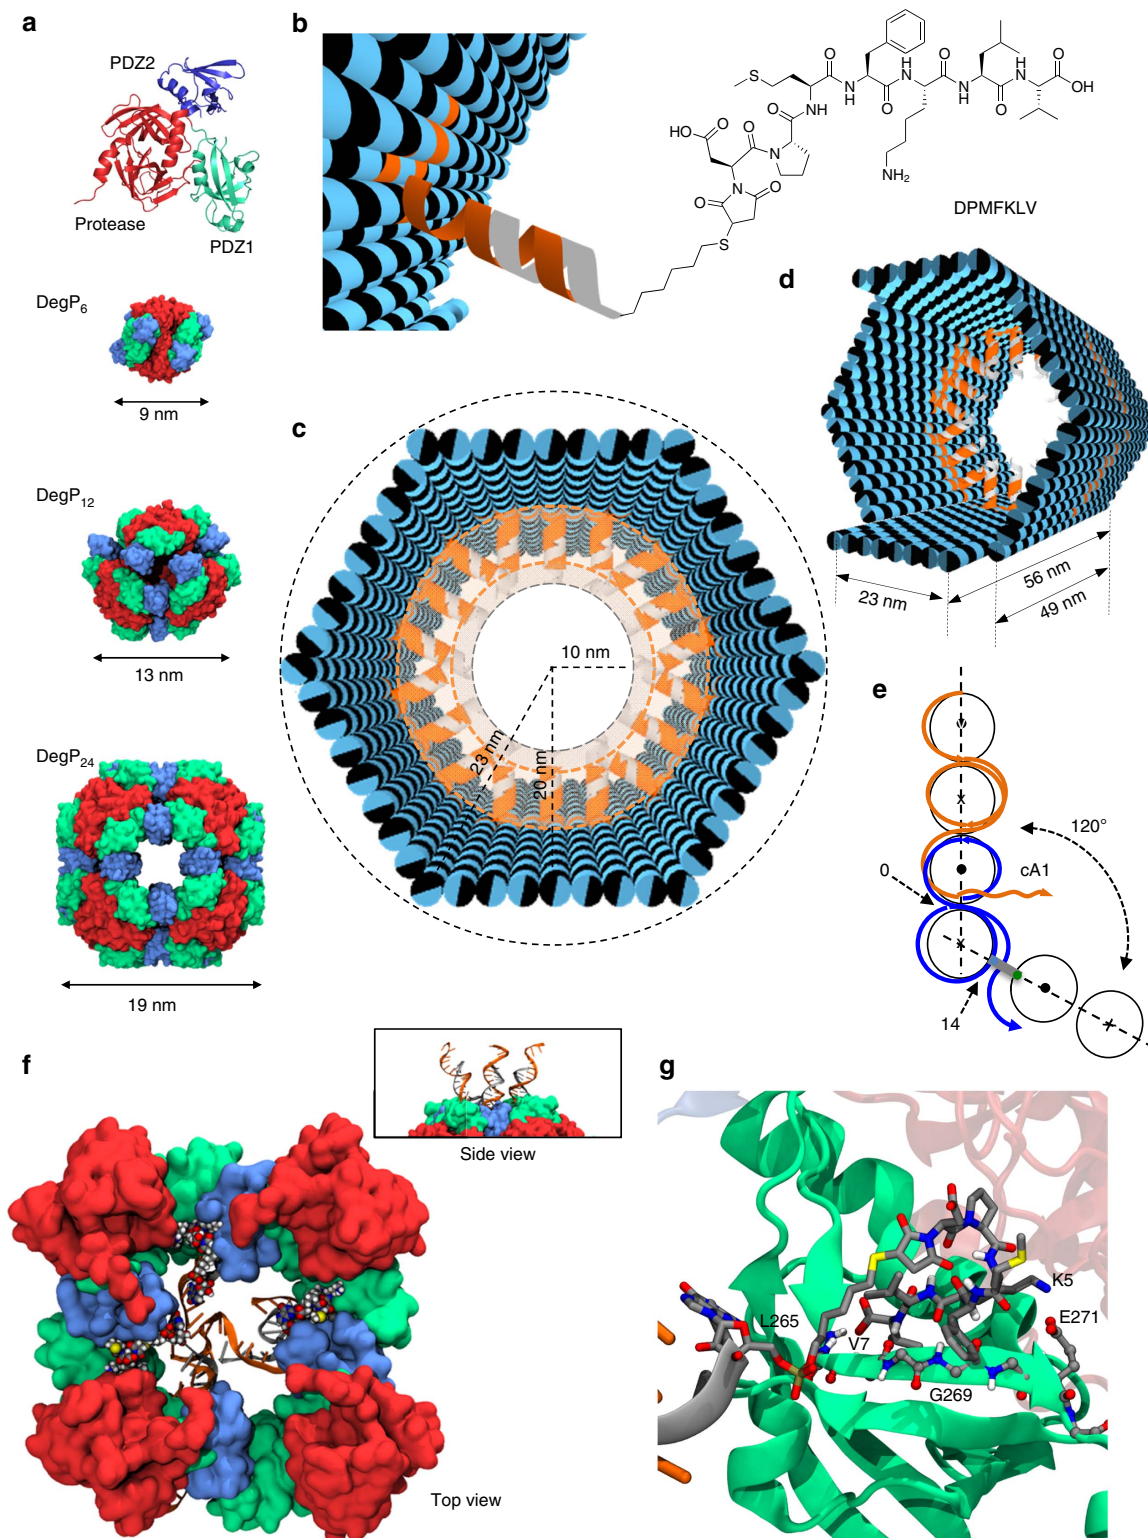 a
PDZ2
Protease
PDZ1
DegP6
9 nm
DegP12
13 nm
DegP24
19 nm
b
O
OH
O
O
O
O
S
N
H
H
N
N
H
H
N
NH
O
HO
O
O
N
N
O
O
S
NH2
DPMFKLV
c
10 nm
23 nm
20 nm
d
23 nm
56 nm
49 nm
e
120°
0
cA1
14
f
Side view
Top view
g
K5
E271
L265
V7
G269